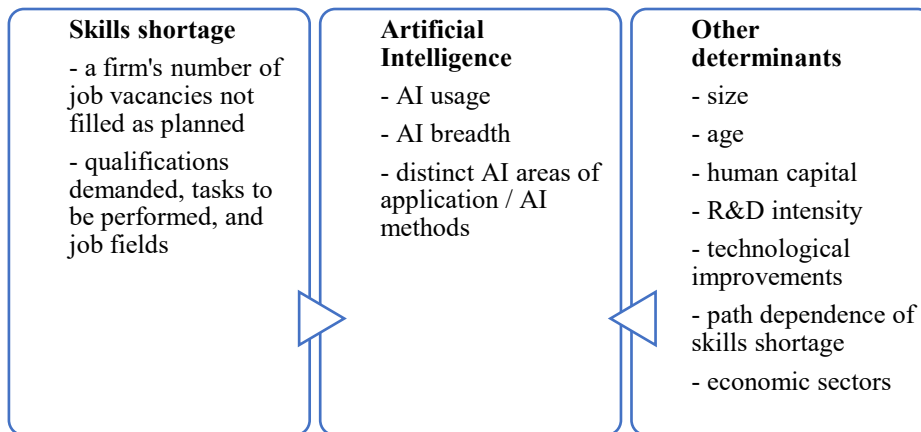 Skills shortage
- a firm's number of
job vacancies not
filled as planned
- qualifications
demanded, tasks to
be performed, and
job fields
Artificial
Intelligence
- AI usage
- AI breadth
- distinct AI areas of
application / AI
methods
Other
determinants
- size
- age
- human capital
- R&D intensity
- technological
improvements
- path dependence of
skills shortage
- economic sectors